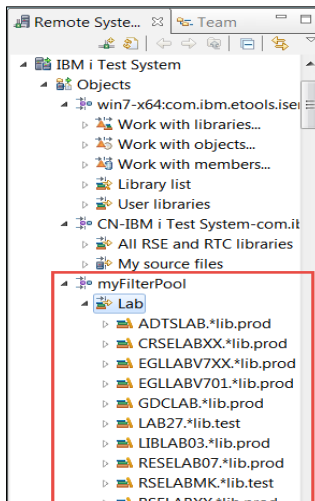 Remote Syste... Team
IBM i Test System
Objects
win7-x64:com.ibm.etools.iser
Work with libraries...
Work with objects...
Work with members...
Library list
User libraries
CN-IBM i Test System-com.ib
All RSE and RTC libraries
My source files
myFilterPool
Lab
ADTSLAB.*lib.prod
CRSELABXX.*lib.prod
EGLLABV7XX.*lib.prod
EGLLABV701.*lib.prod
GDCLAB.*lib.prod
LAB27.*lib.test
LIBLAB03.*lib.prod
RESELAB07.*lib.prod
RSELABMK.*lib.test
RSELABXX.*lib.prod